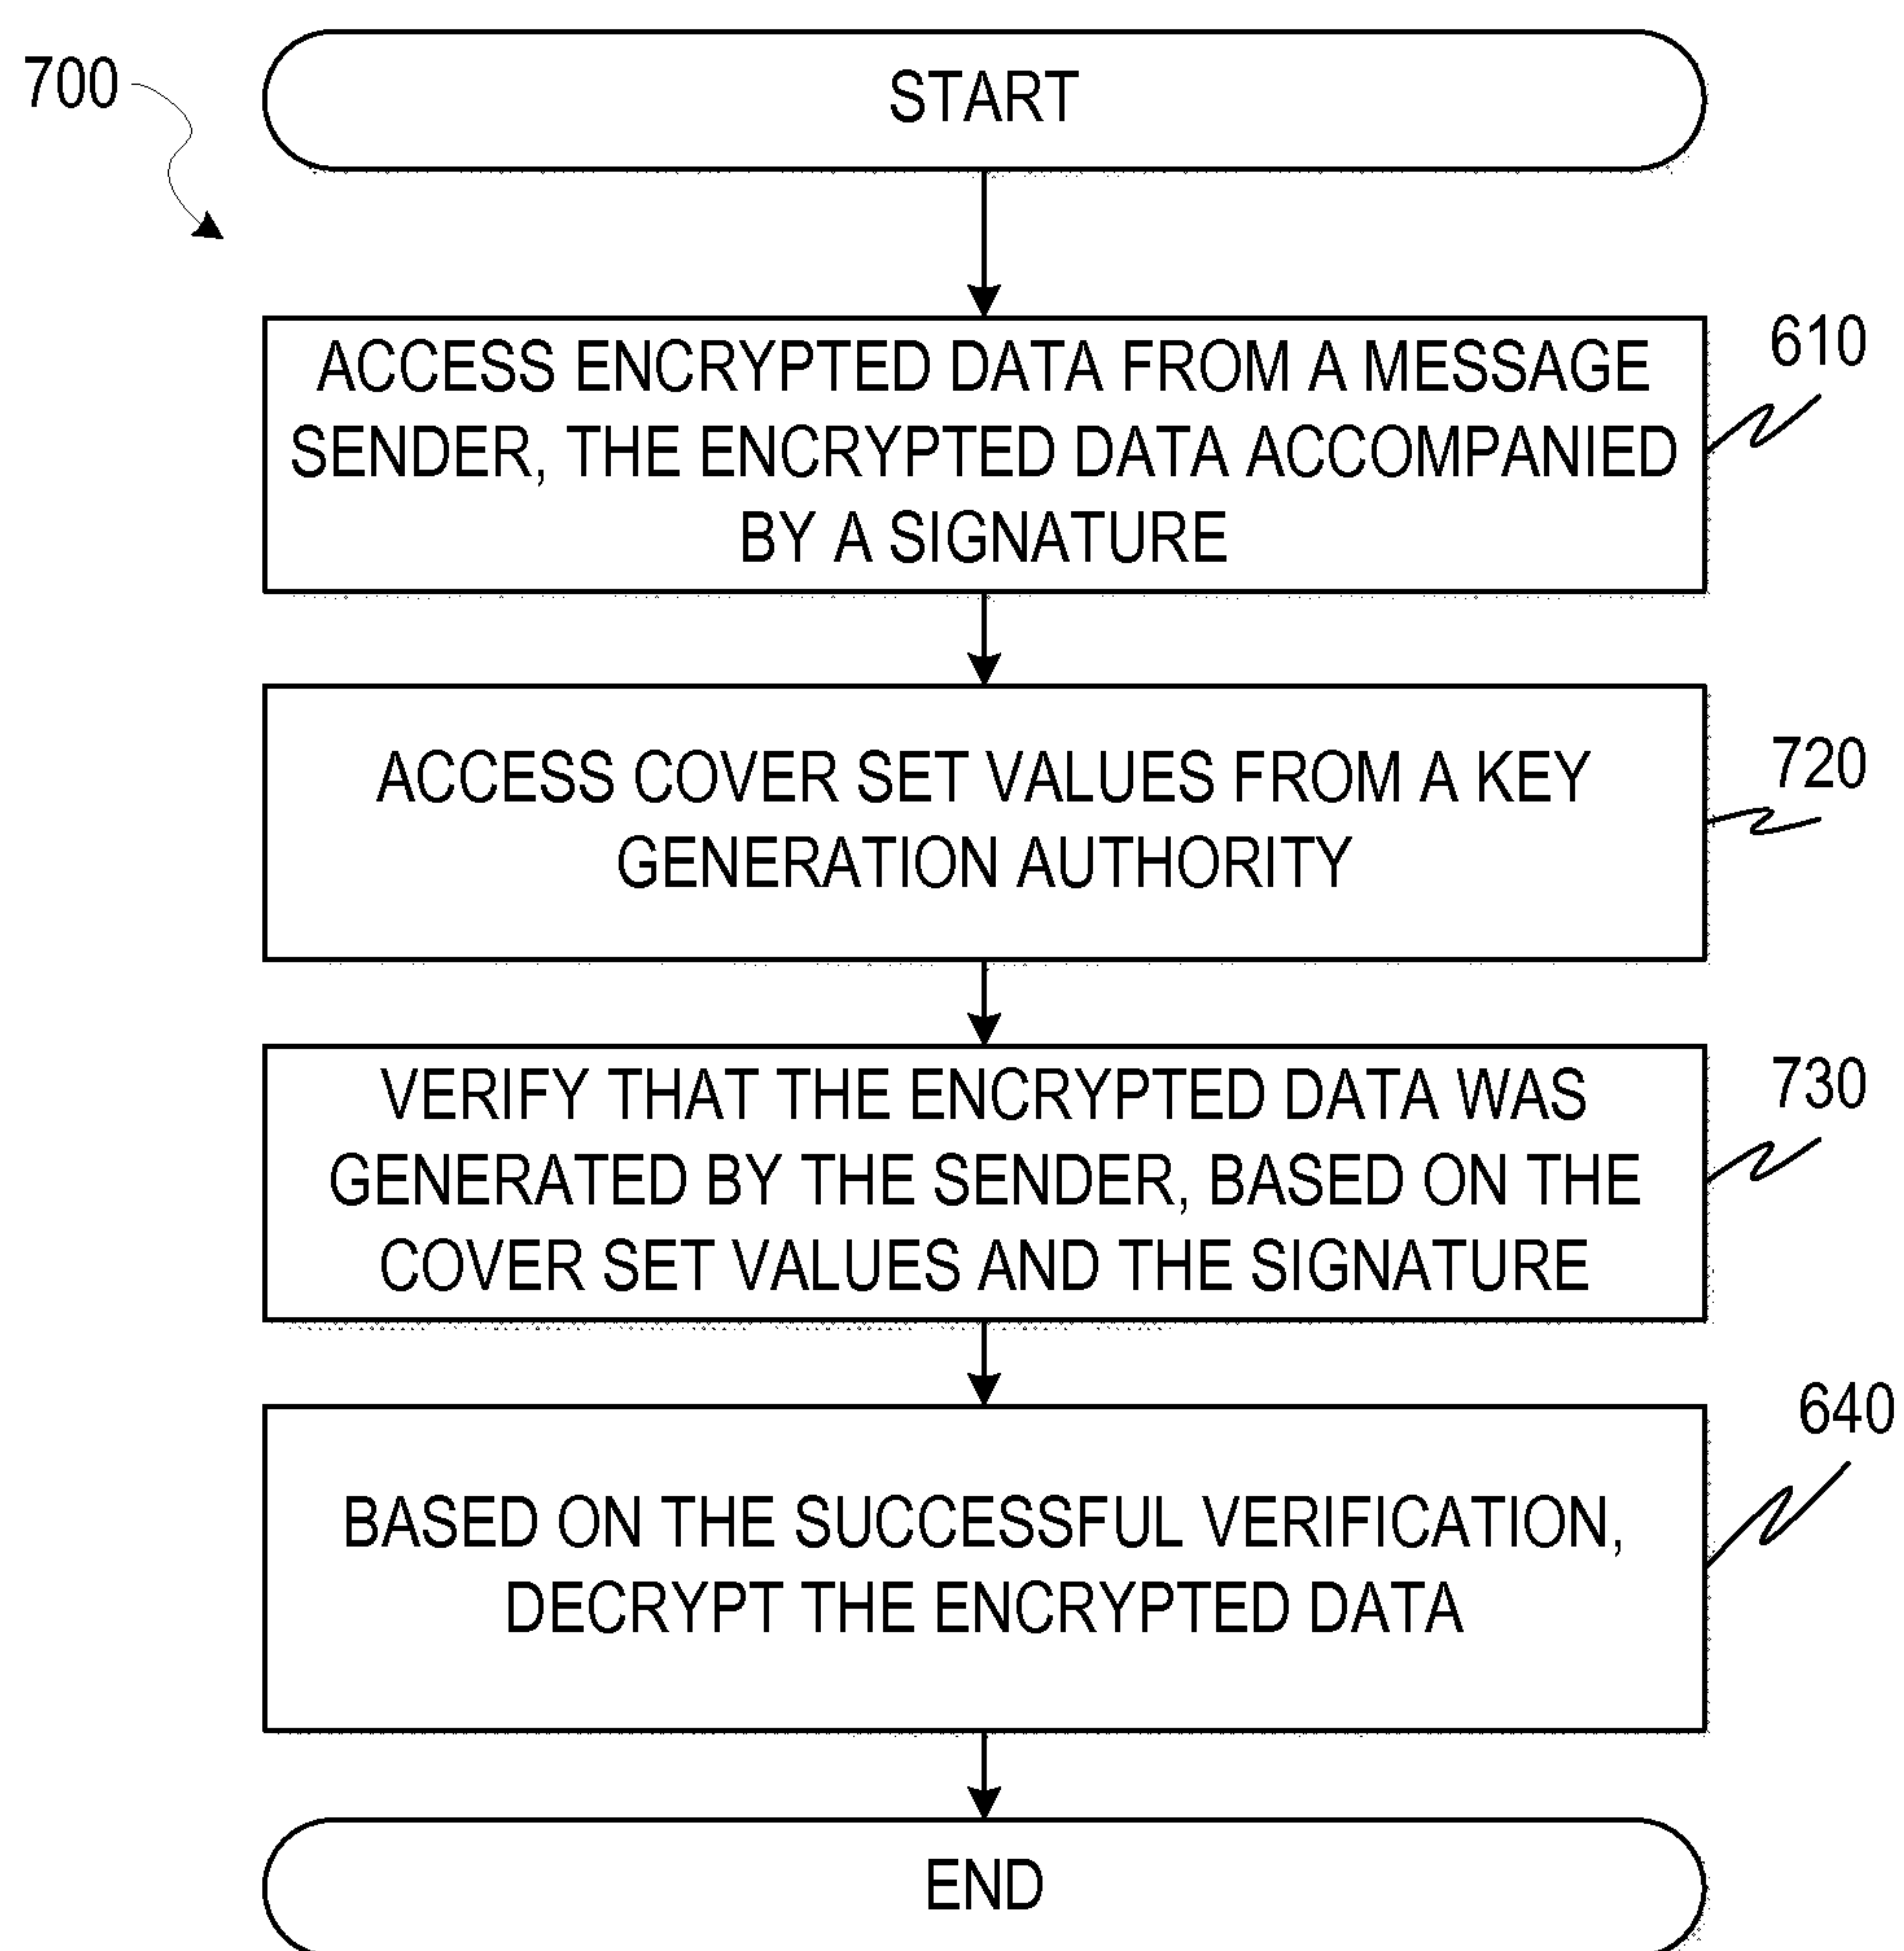 700
START
610
ACCESS ENCRYPTED DATA FROM A MESSAGE
SENDER, THE ENCRYPTED DATA ACCOMPANIED
BY A SIGNATURE
720
ACCESS COVER SET VALUES FROM A KEY
GENERATION AUTHORITY
730
VERIFY THAT THE ENCRYPTED DATA WAS
GENERATED BY THE SENDER, BASED ON THE
COVER SET VALUES AND THE SIGNATURE
640
BASED ON THE SUCCESSFUL VERIFICATION,
DECRYPT THE ENCRYPTED DATA
END